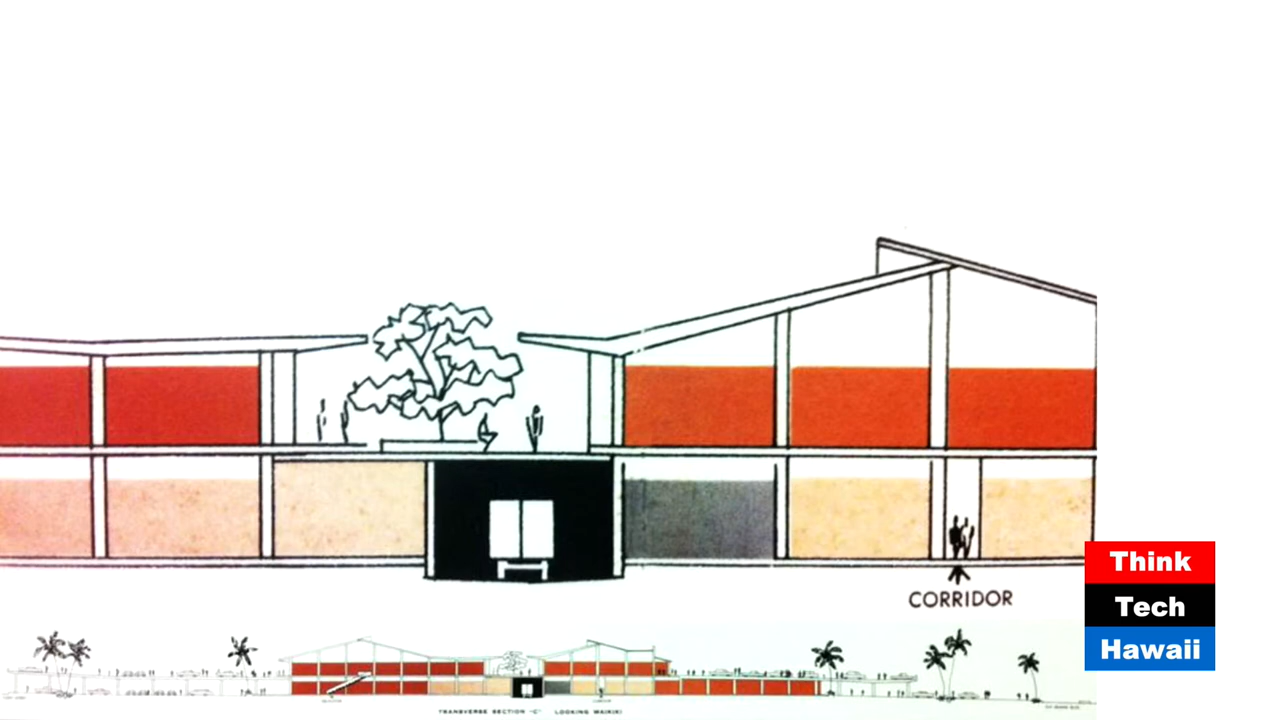 CORRIDOR
Think
Tech
Hawaii
TRANSVERSE SECTION "C" LOOKING WAIKIKI